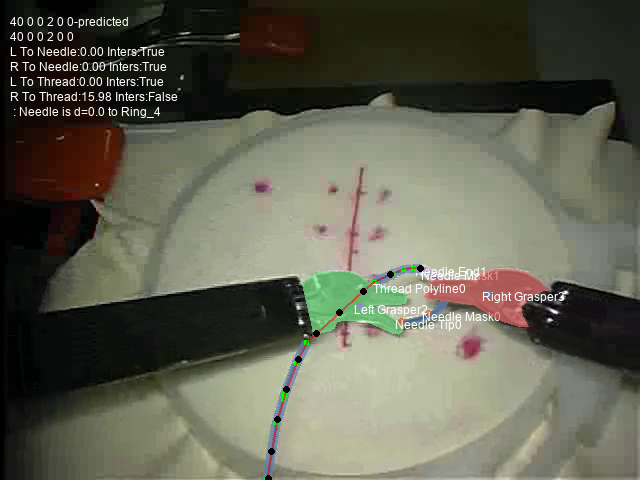 40 0 0 2 0 0-predicted
40 0 0 2 0 0
L To Needle:0.00 Inters:True
R To Needle:0.00 Inters:True
L To Thread:0.00 Inters:True
R To Thread:15.98 Inters:False
: Needle is d=0.0 to Ring_4
Needle End1
Needle Mask1
Thread Polyline0
Right Grasper3
Left Grasper2
Needle Mask0
Needle Tip0